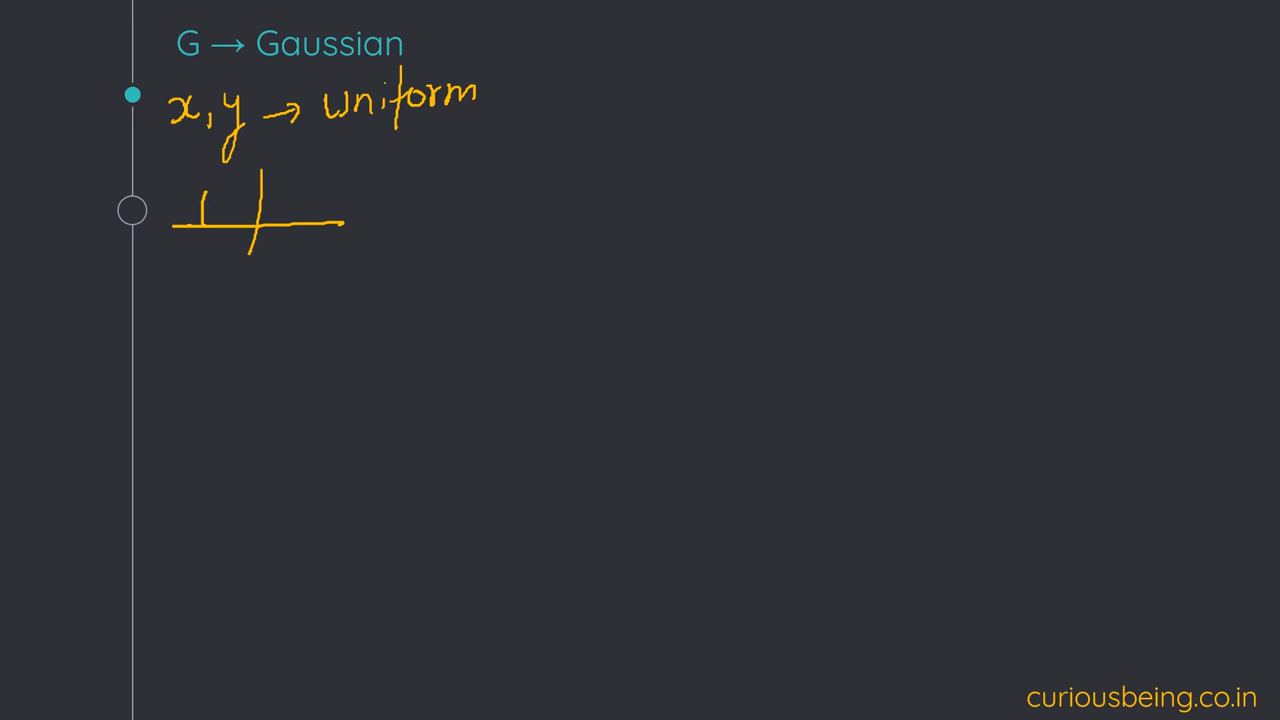 G → Gaussian
x, y → uniform
curiousbeing.co.in